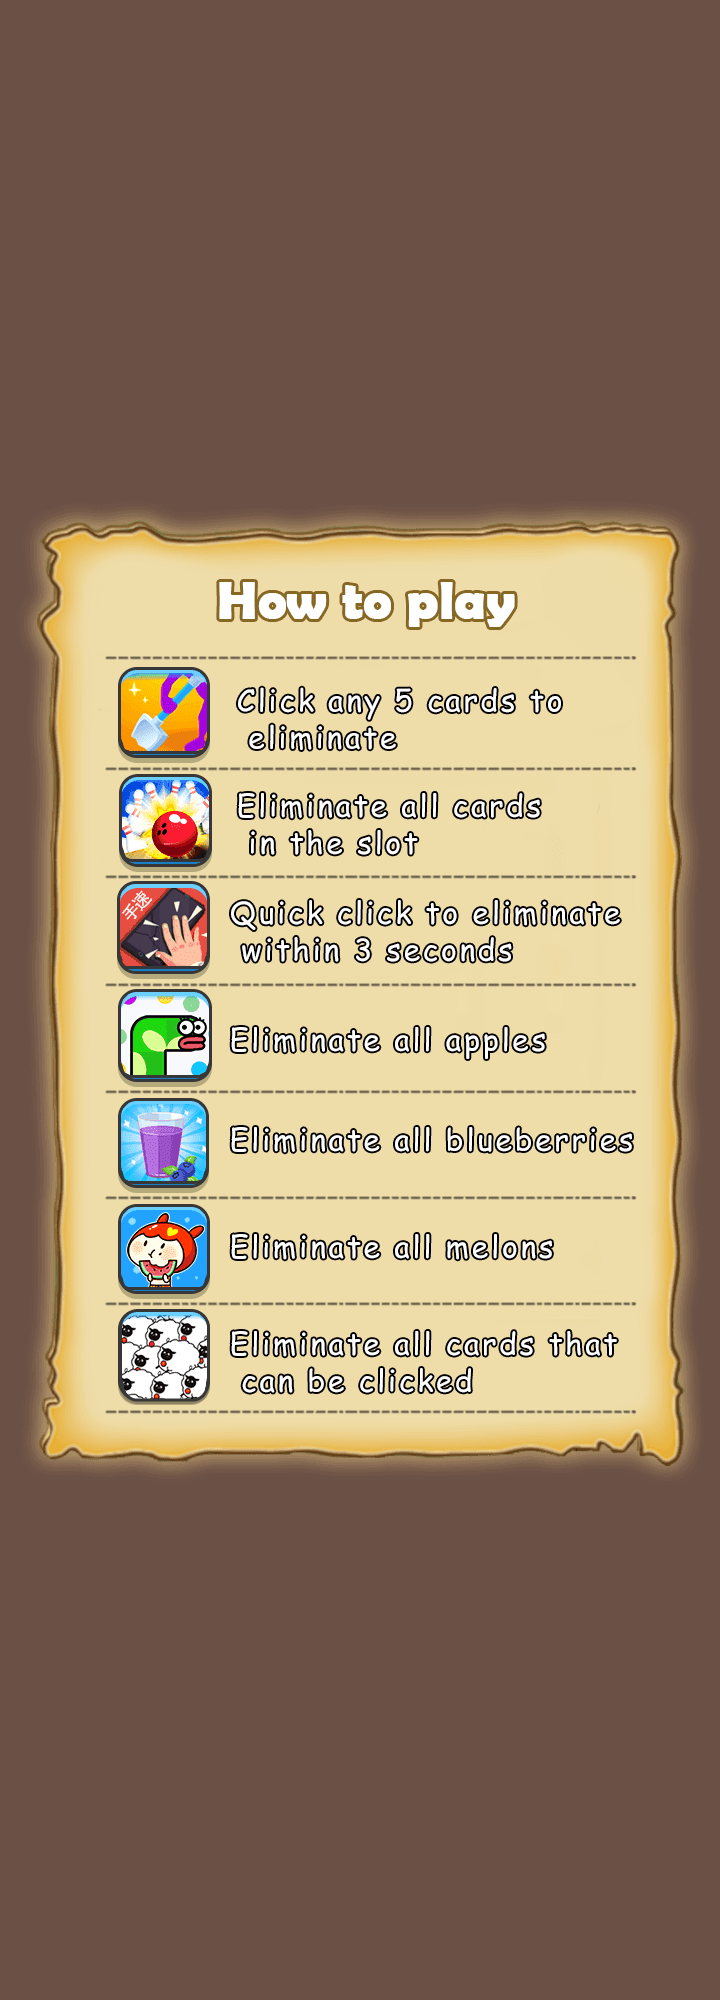 How to play
Click any 5 cards to
eliminate
Eliminate all cards
in the slot
手速
Quick click to eliminate
within 3 seconds
Eliminate all apples
Eliminate all blueberries
Eliminate all melons
Eliminate all cards that
can be clicked